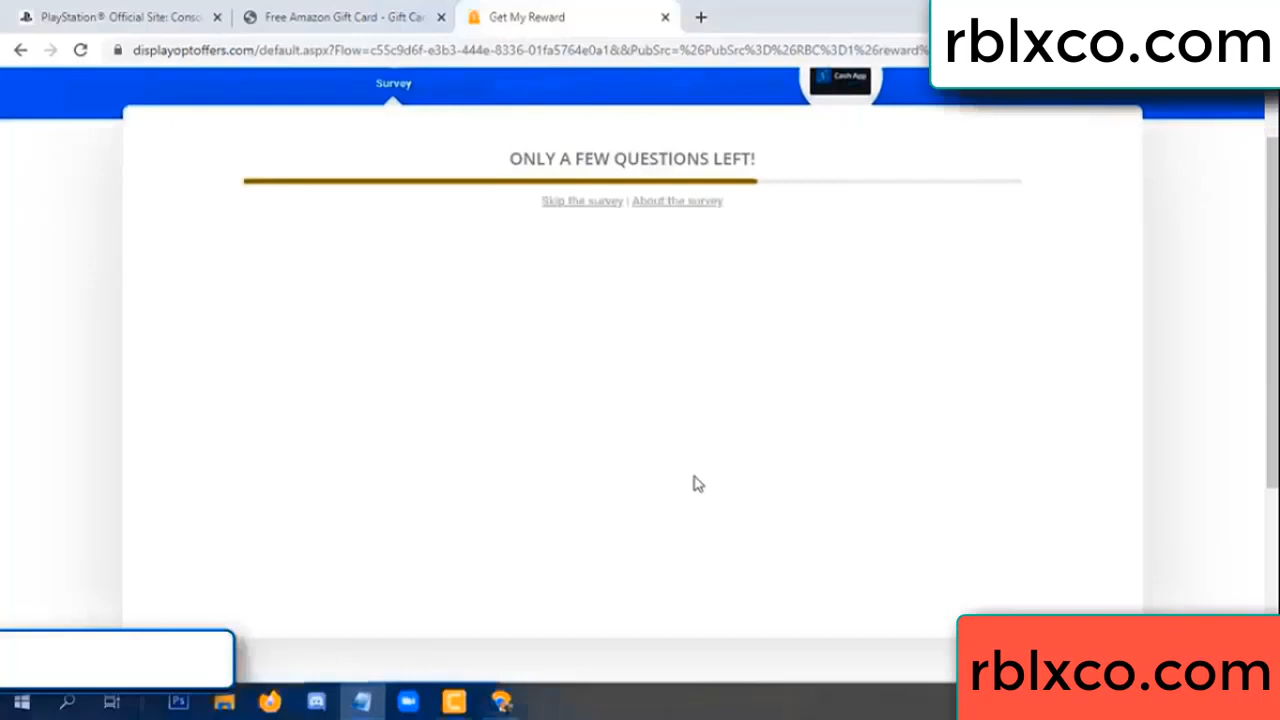 PlayStation® Official Site: Conso
Free Amazon Gift Card - Gift Car
Get My Reward
rblxco.com
displayoptoffers.com/default.aspx?Flow=c55c9d6f-e3b3-444e-8336-01fa5764e0a1&&PubSrc=%26PubSrc%3D%26RBC%3D1%26reward%
Survey
Cash App
ONLY A FEW QUESTIONS LEFT!
Skip the survey | About the survey
rblxco.com
Ps